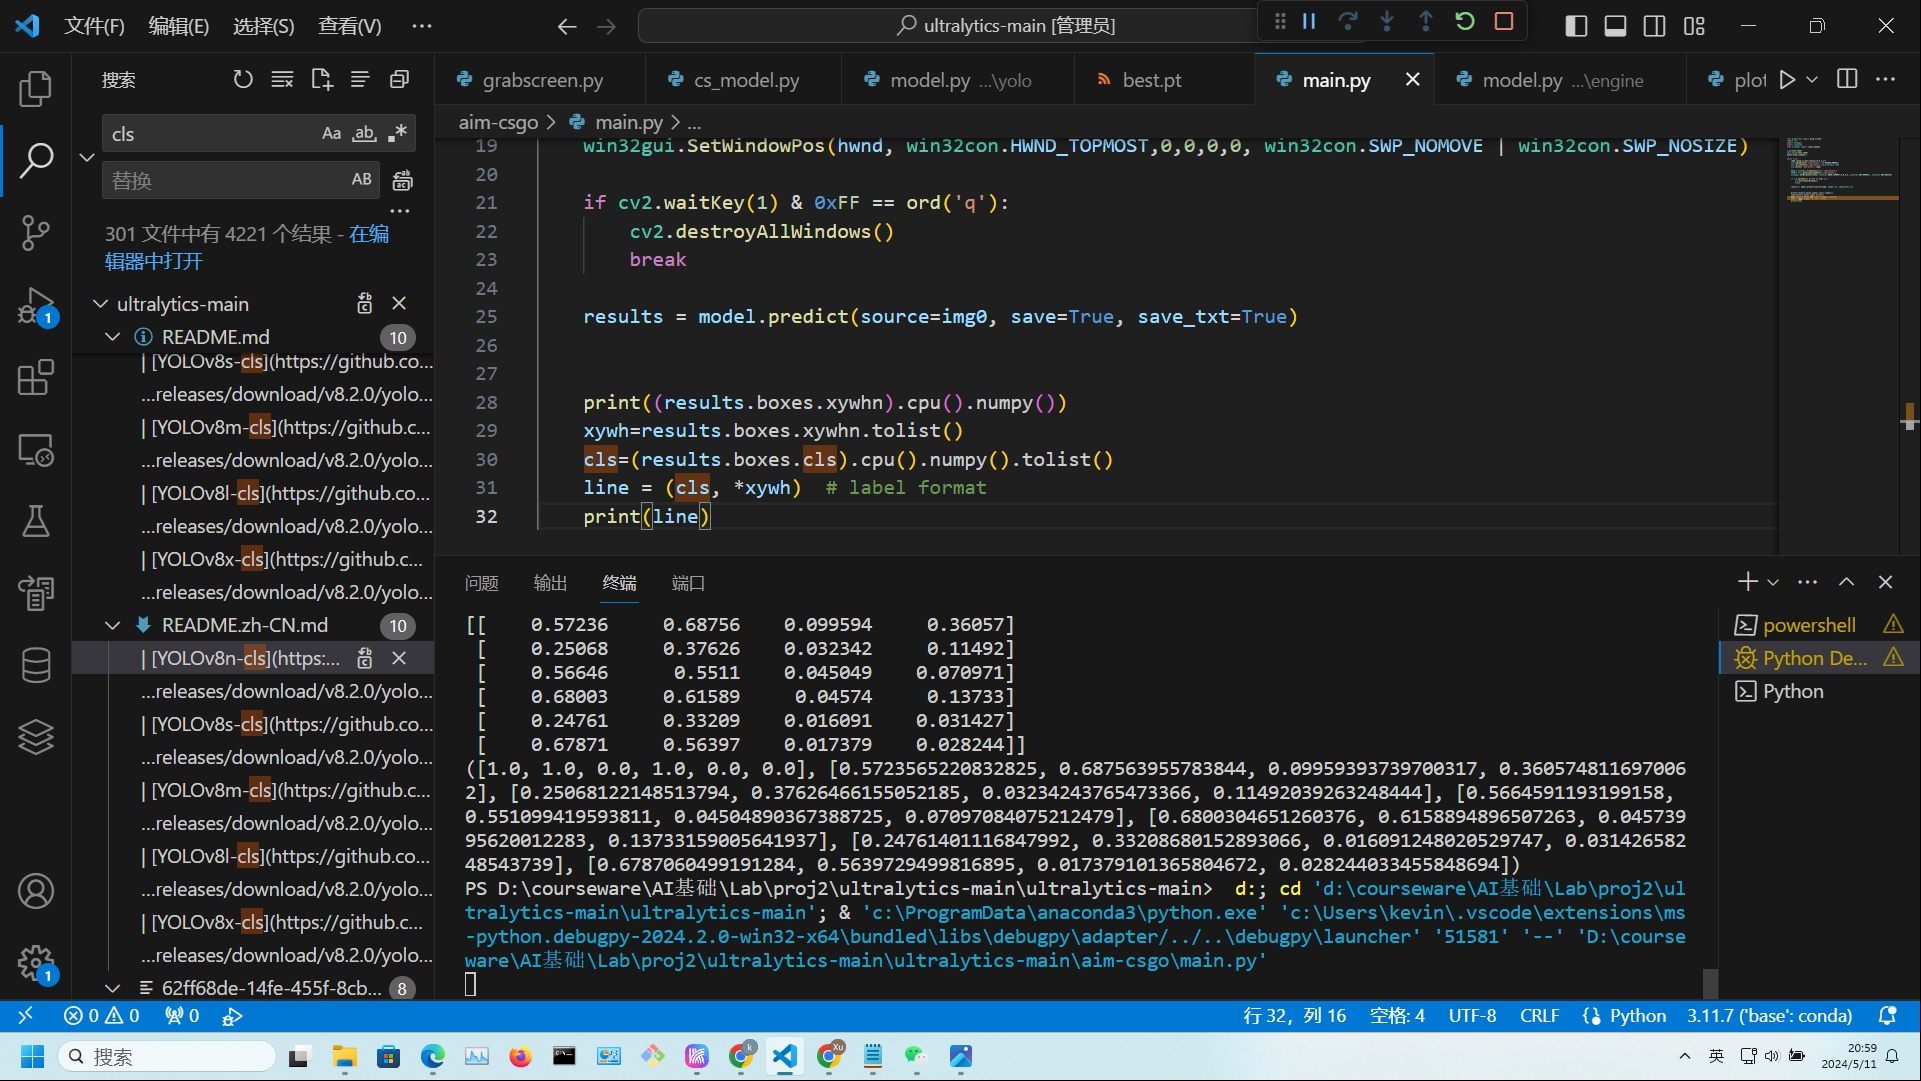 文件(F) 编辑(E) 选择(S) 查看(V) ··· ultralytics-main [管理员]
搜索
grabscreen.py cs_model.py model.py ...\yolo best.pt main.py model.py ...\engine plot
aim-csgo > main.py > ...
cls Aa ab
替换 AB
301 文件中有 4221 个结果 - 在编
辑器中打开
ultralytics-main
README.md 10
| [YOLOv8s-cls](https://github.co...
...releases/download/v8.2.0/yolo...
| [YOLOv8m-cls](https://github.c...
...releases/download/v8.2.0/yolo...
| [YOLOv8l-cls](https://github.co...
...releases/download/v8.2.0/yolo...
| [YOLOv8x-cls](https://github.c...
...releases/download/v8.2.0/yolo...
README.zh-CN.md 10
| [YOLOv8n-cls](https:...
...releases/download/v8.2.0/yolo...
| [YOLOv8s-cls](https://github.co...
...releases/download/v8.2.0/yolo...
| [YOLOv8m-cls](https://github.c...
...releases/download/v8.2.0/yolo...
| [YOLOv8l-cls](https://github.co...
...releases/download/v8.2.0/yolo...
| [YOLOv8x-cls](https://github.c...
...releases/download/v8.2.0/yolo...
62ff68de-14fe-455f-8cb... 8
1
1
19 win32gui.SetWindowPos(hwnd, win32con.HWND_TOPMOST,0,0,0,0, win32con.SWP_NOMOVE | win32con.SWP_NOSIZE)
20
21 if cv2.waitKey(1) & 0xFF == ord('q'):
22 cv2.destroyAllWindows()
23 break
24
25 results = model.predict(source=img0, save=True, save_txt=True)
26
27
28 print((results.boxes.xywhn).cpu().numpy())
29 xywh=results.boxes.xywhn.tolist()
30 cls=(results.boxes.cls).cpu().numpy().tolist()
31 line = (cls, *xywh)  # label format
32 print(line)
问题 输出 终端 端口
[[ 0.57236 0.68756 0.099594 0.36057]
[ 0.25068 0.37626 0.032342 0.11492]
[ 0.56646 0.5511 0.045049 0.070971]
[ 0.68003 0.61589 0.04574 0.13733]
[ 0.24761 0.33209 0.016091 0.031427]
[ 0.67871 0.56397 0.017379 0.028244]]
([1.0, 1.0, 0.0, 1.0, 0.0, 0.0], [0.5723565220832825, 0.687563955783844, 0.09959393739700317, 0.360574811697006
2], [0.25068122148513794, 0.37626466155052185, 0.03234243765473366, 0.11492039263248444], [0.5664591193199158,
0.551099419593811, 0.04504890367388725, 0.07097084075212479], [0.6800304651260376, 0.6158894896507263, 0.045739
95620012283, 0.13733159005641937], [0.24761401116847992, 0.33208680152893066, 0.016091248020529747, 0.031426582
48543739], [0.6787060499191284, 0.5639729499816895, 0.017379101365804672, 0.028244033455848694])
PS D:\courseware\AI基础\Lab\proj2\ultralytics-main\ultralytics-main>  d:; cd 'd:\courseware\AI基础\Lab\proj2\ul
tralytics-main\ultralytics-main'; & 'c:\ProgramData\anaconda3\python.exe' 'c:\Users\kevin\.vscode\extensions\ms
-python.debugpy-2024.2.0-win32-x64\bundled\libs\debugpy\adapter/../..\debugpy\launcher' '51581' '--' 'D:\course
ware\AI基础\Lab\proj2\ultralytics-main\ultralytics-main\aim-csgo\main.py'
powershell
Python De...
Python
0 0 0 行 32，列 16 空格: 4 UTF-8 CRLF Python 3.11.7 ('base': conda)
搜索 英 20:59
2024/5/11